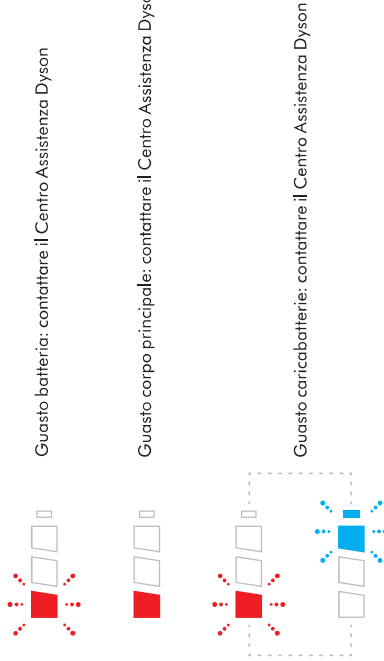 Guasto batteria: contattare il Centro Assistenza Dyson
Guasto corpo principale: contattare il Centro Assistenza Dyson
Guasto caricabatterie: contattare il Centro Assistenza Dyson